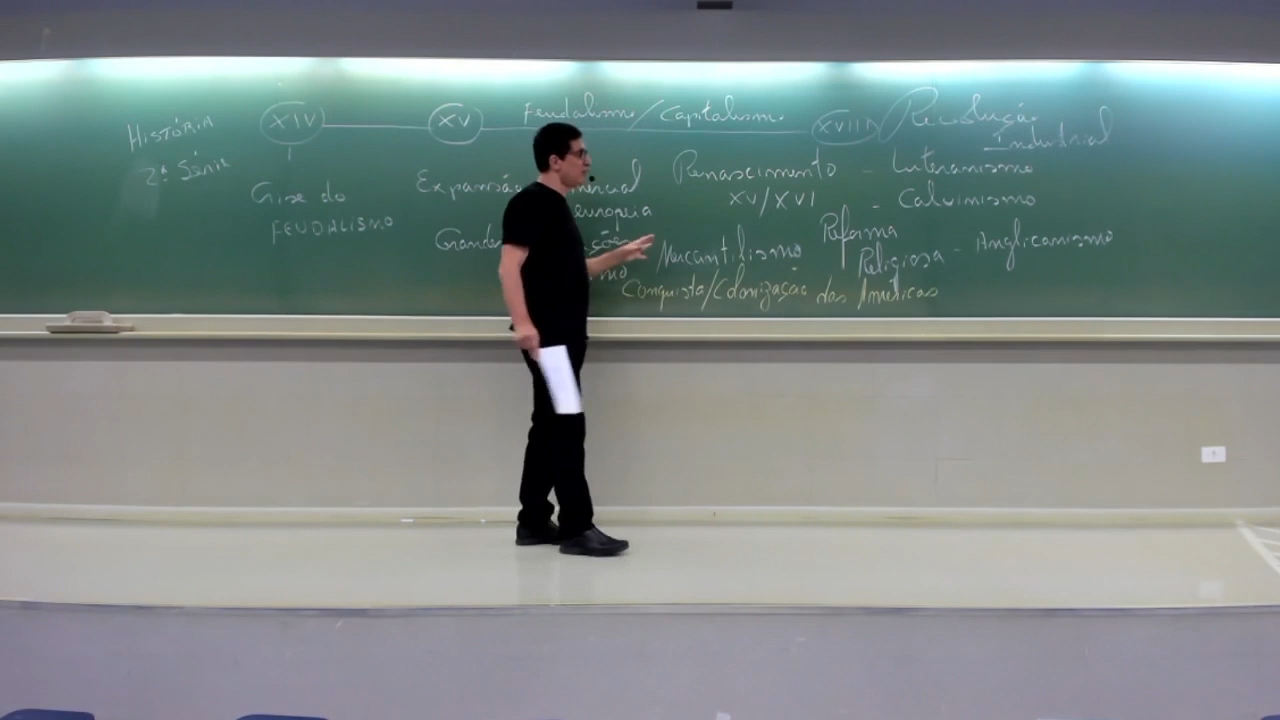 HISTÓRIA
2ª Série
XIV XV Feudalismo/Capitalismo XVIII Revolução
Industrial
Crise do
FEUDALISMO
Expansão
europeia
Renascimento
XV/XVI
- Luteranismo
- Calvinismo
- Anglicanismo
Reforma
Religiosa
Mercantilismo
Conquista/Colonização das Américas